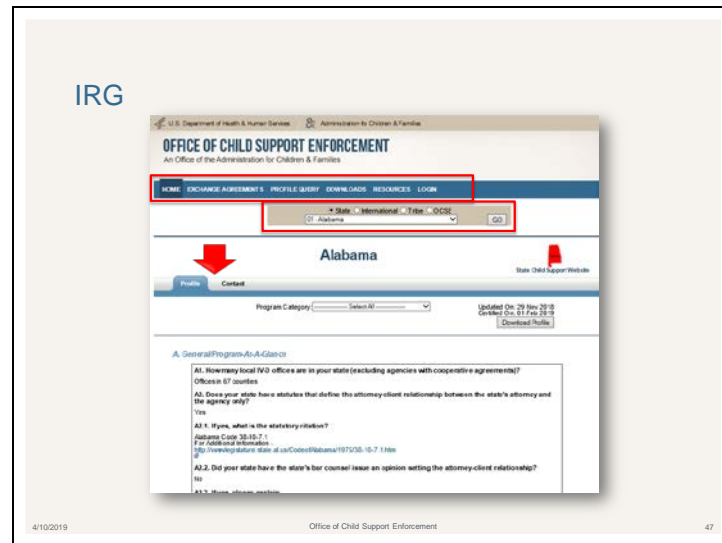 IRG
U.S. Department of Health & Human Services Administration for Children & Families
OFFICE OF CHILD SUPPORT ENFORCEMENT
An Office of the Administration for Children & Families
HOME EXCHANGE AGREEMENTS PROFILE QUERY DOWNLOADS RESOURCES LOGIN
State International Tribe OCSE
01 - Alabama GO
Alabama
State Child Support Website
Profile Contact
Program Category: ---------- Select All ----------
Updated On: 29 Nov 2018
Certified On: 01 Feb 2019
Download Profile
A. General/Program-At-A-Glance
A1. How many local IV-D offices are in your state (excluding agencies with cooperative agreements)?
Offices in 67 counties
A2. Does your state have statutes that define the attorney-client relationship between the state's attorney and
the agency only?
Yes
A2.1. If yes, what is the statutory citation?
Alabama Code 38-10-7.1
For Additional Information -
A2.2. Did your state have the state's bar counsel issue an opinion setting the attorney-client relationship?
No
A2.3. If yes, please explain.
4/10/2019 Office of Child Support Enforcement 47